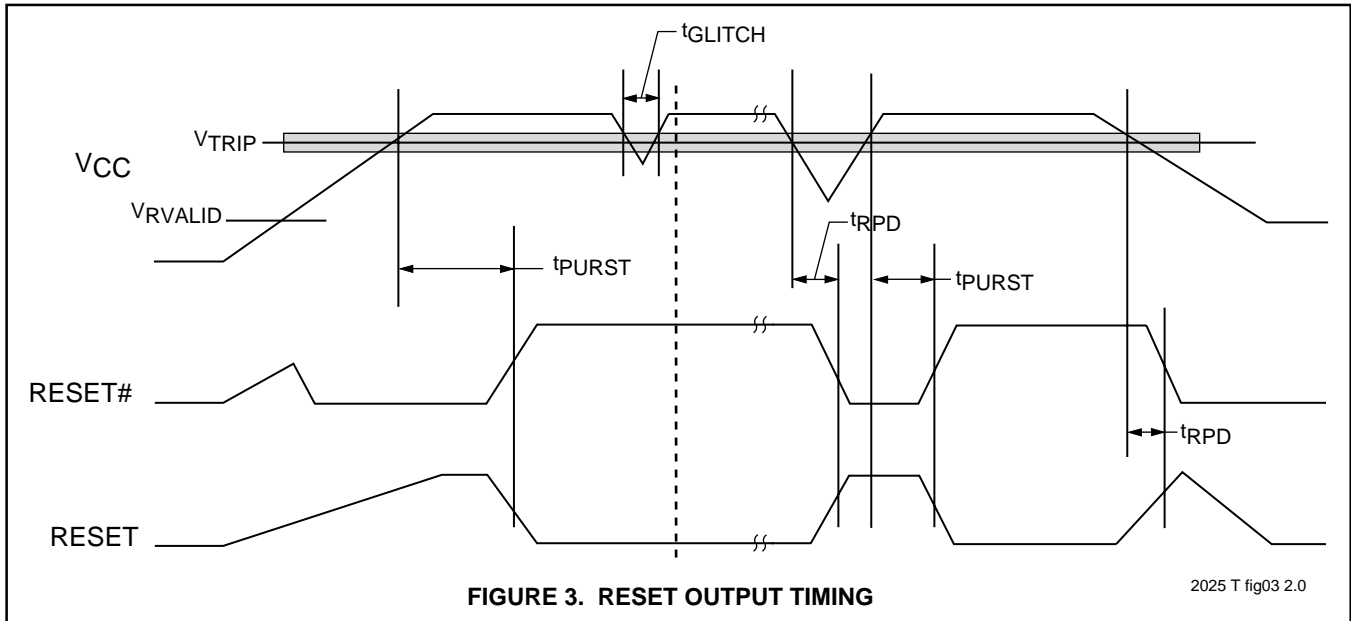 tGLITCH
VTRIP
VCC
VRVALID
tRPD
tPURST
tPURST
RESET#
tRPD
RESET
FIGURE 3. RESET OUTPUT TIMING
2025 T fig03 2.0